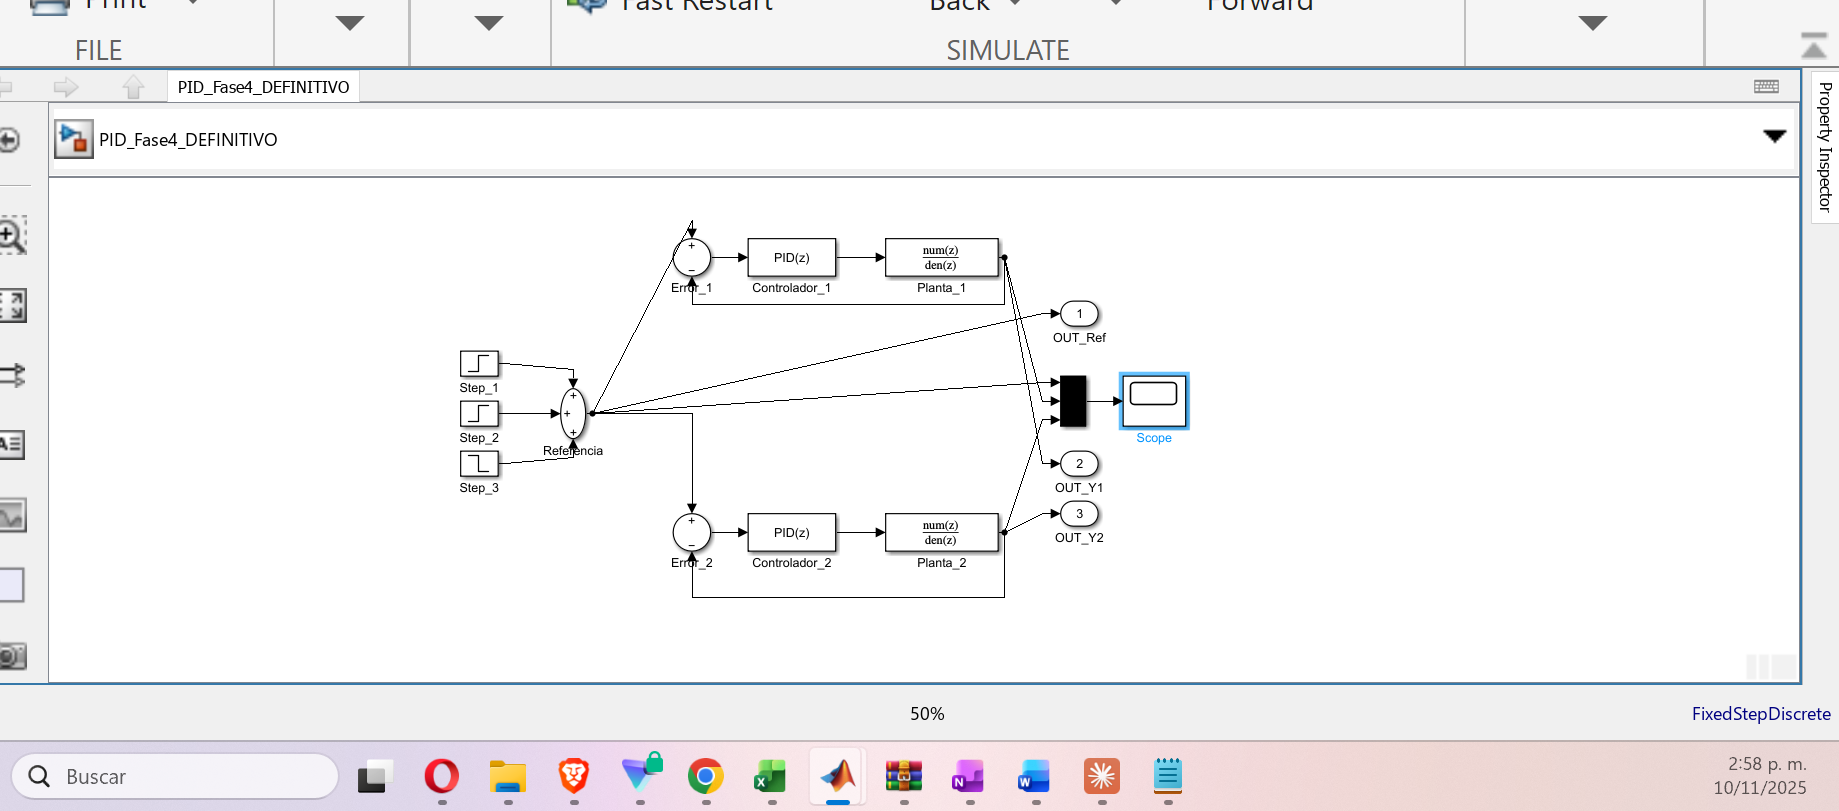 Print
Fast Restart
Back
Forward
FILE
SIMULATE
PID_Fase4_DEFINITIVO
Property Inspector
PID_Fase4_DEFINITIVO
+
−
Error_1
PID(z)
Controlador_1
num(z)
den(z)
Planta_1
1
OUT_Ref
Step_1
Step_2
Step_3
+
+
+
Referencia
Scope
2
OUT_Y1
3
OUT_Y2
+
−
Error_2
PID(z)
Controlador_2
num(z)
den(z)
Planta_2
50%
FixedStepDiscrete
Buscar
2:58 p. m.
10/11/2025